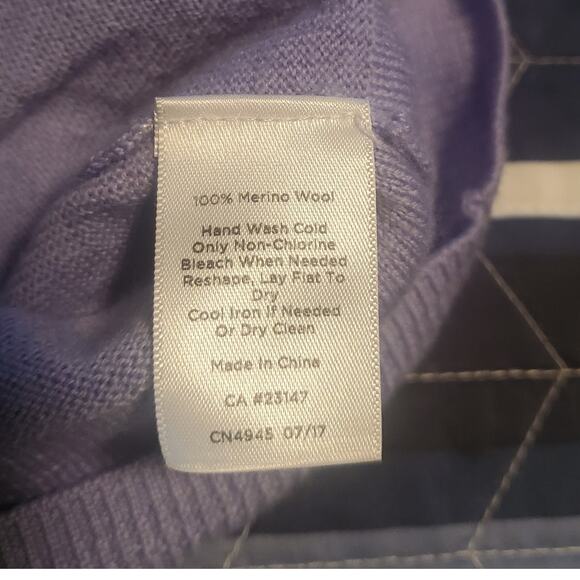 100% Merino Wool
Hand Wash Cold
Only Non-Chlorine
Bleach When Needed
Reshape, Lay Flat To
Dry
Cool Iron If Needed
Or Dry Clean
Made In China
CA #23147
CN4945 07/17